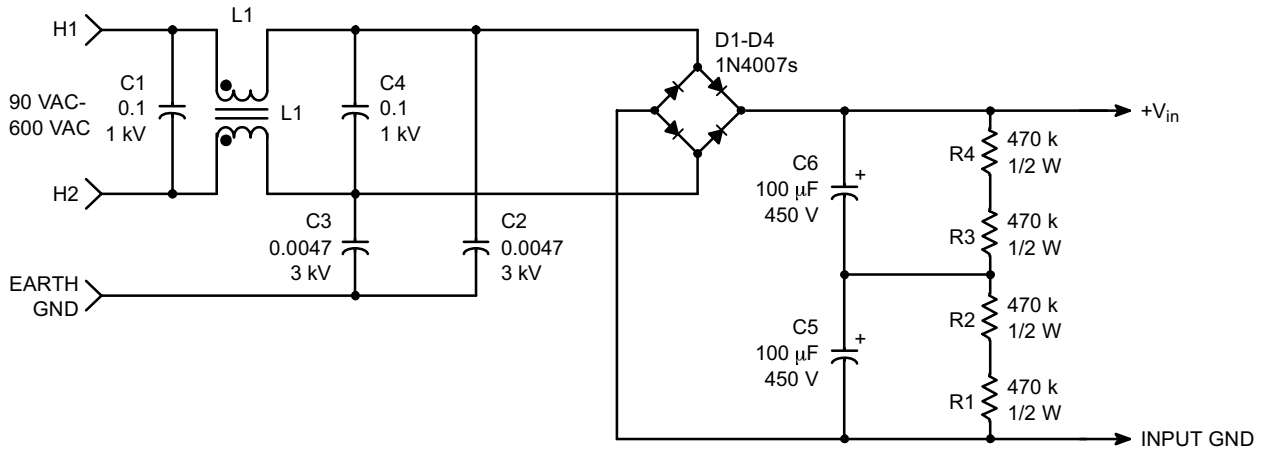 H1
L1
C1
0.1
1 kV
90 VAC-
600 VAC
L1
C4
0.1
1 kV
H2
C3
0.0047
3 kV
C2
0.0047
3 kV
EARTH
GND
D1-D4
1N4007s
+Vin
C6
100 μF
450 V
+
R4
470 k
1/2 W
R3
470 k
1/2 W
C5
100 μF
450 V
+
R2
470 k
1/2 W
R1
470 k
1/2 W
INPUT GND